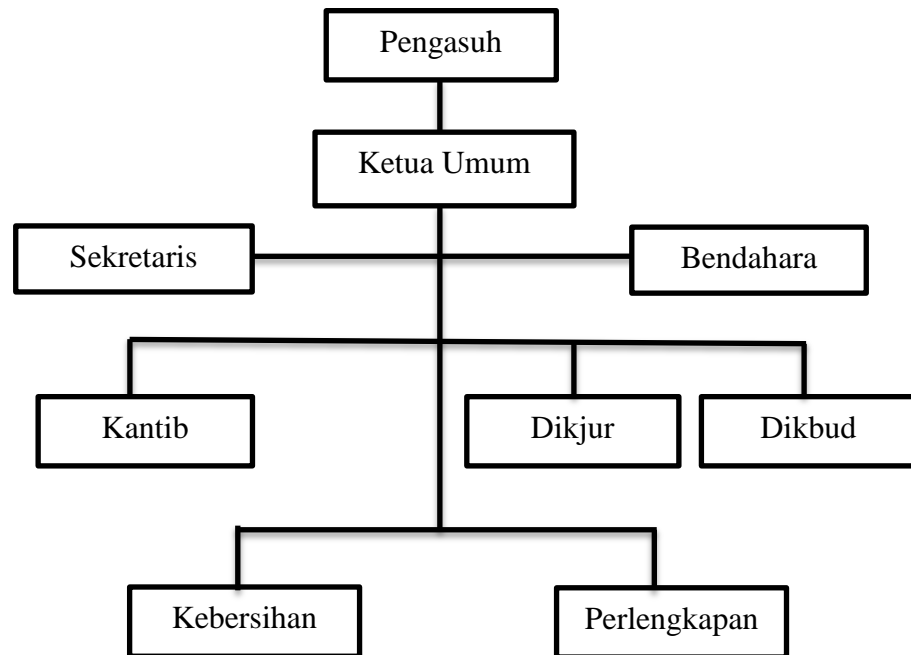 Pengasuh
Ketua Umum
Sekretaris
Bendahara
Kantib
Dikjur
Dikbud
Kebersihan
Perlengkapan